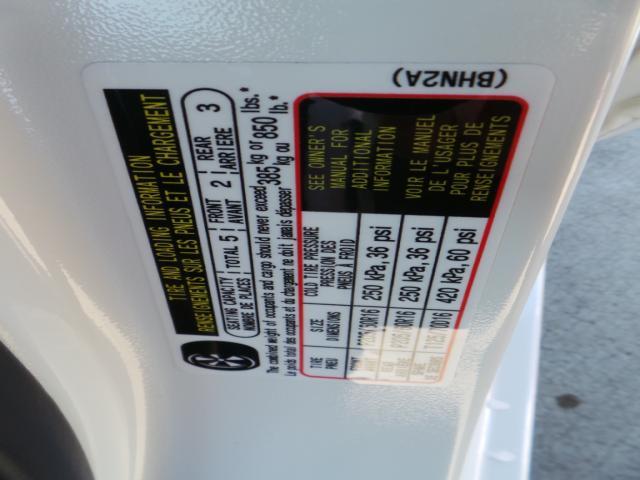 TIRE AND LOADING INFORMATION
RENSEIGNEMENTS SUR LES PNEUS ET LE CHARGEMENT
SEATING CAPACITY TOTAL 5 FRONT 2 REAR 3
NOMBRE DE PLACES AVANT ARRIERE
The combined weight of occupants and cargo should never exceed 385 kg or 850 lbs.*
Le poids total des occupants et du chargement ne doit jamais dépasser kg ou lb.*
TIRE SIZE COLD TIRE PRESSURE
PNEU DIMENSIONS PRESSION DES PNEUS A FROID
250 kPa, 36 psi
250 kPa, 36 psi
420 kPa, 60 psi
SEE OWNER'S
MANUAL FOR
ADDITIONAL
INFORMATION
VOIR LE MANUEL
DE L'USAGER
POUR PLUS DE
RENSEIGNEMENTS
(BHN2A)